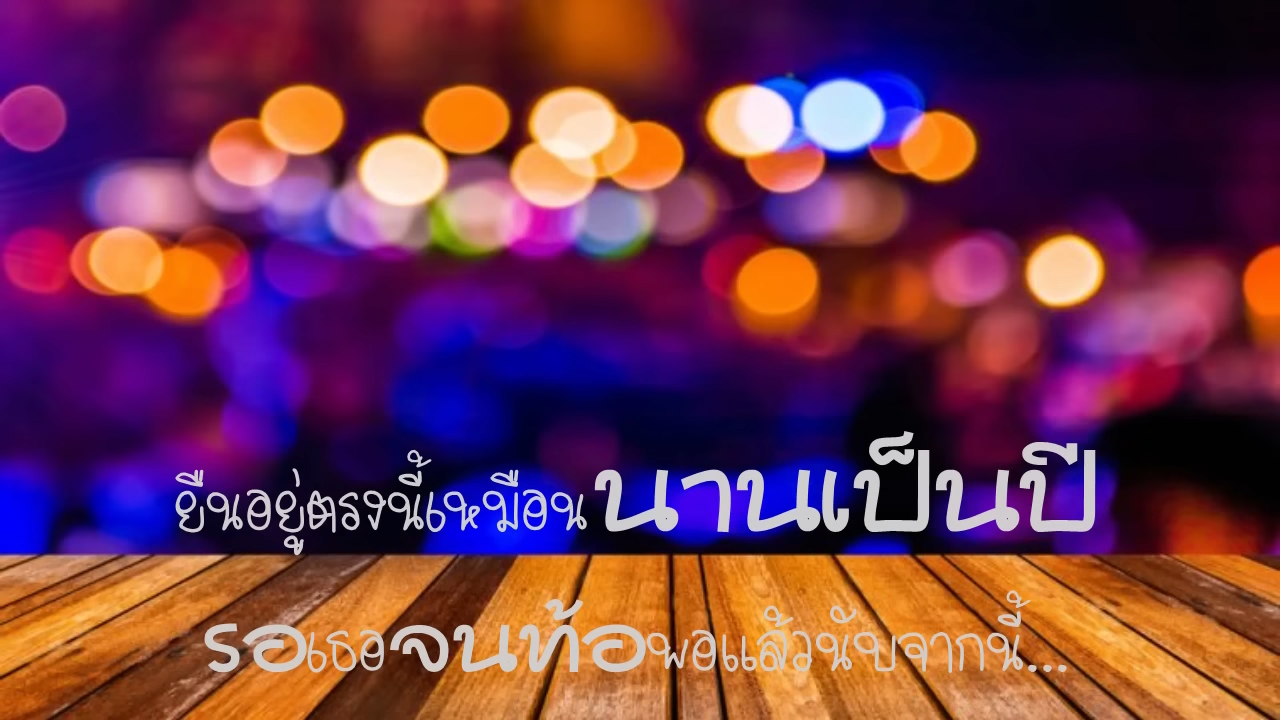 ยืนอยู่ตรงนี้เหมือนนานเป็นปี
รอเธอจนท้อพอแล้วนับจากนี้...